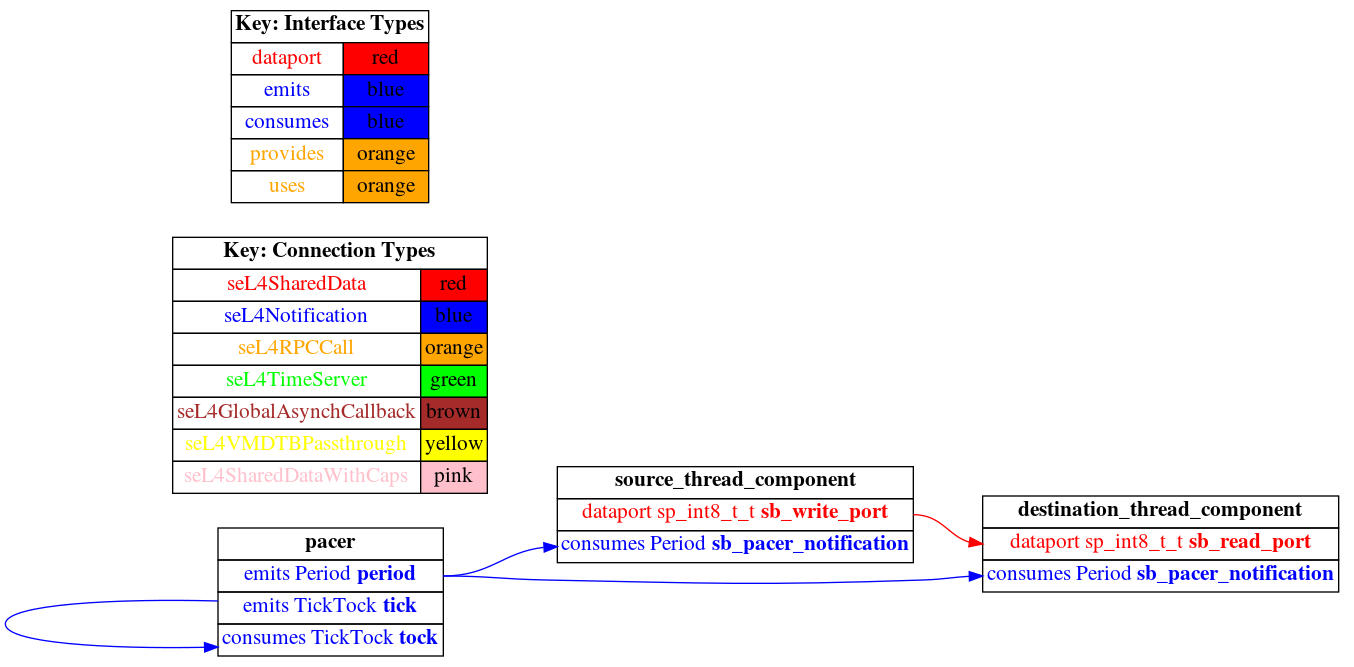 Key: Interface Types
dataport red
emits blue
consumes blue
provides orange
uses orange
Key: Connection Types
seL4SharedData red
seL4Notification blue
seL4RPCCall orange
seL4TimeServer green
seL4GlobalAsynchCallback brown
seL4VMDTBPassthrough yellow
seL4SharedDataWithCaps pink
pacer
emits Period period
emits TickTock tick
consumes TickTock tock
source_thread_component
dataport sp_int8_t_t sb_write_port
consumes Period sb_pacer_notification
destination_thread_component
dataport sp_int8_t_t sb_read_port
consumes Period sb_pacer_notification